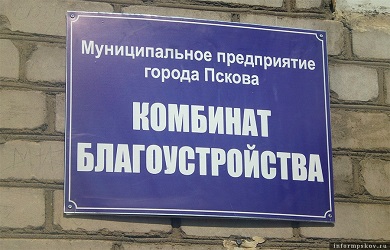 Муниципальное предприятие
города Пскова
КОМБИНАТ
БЛАГОУСТРОЙСТВА
informpskov.ru